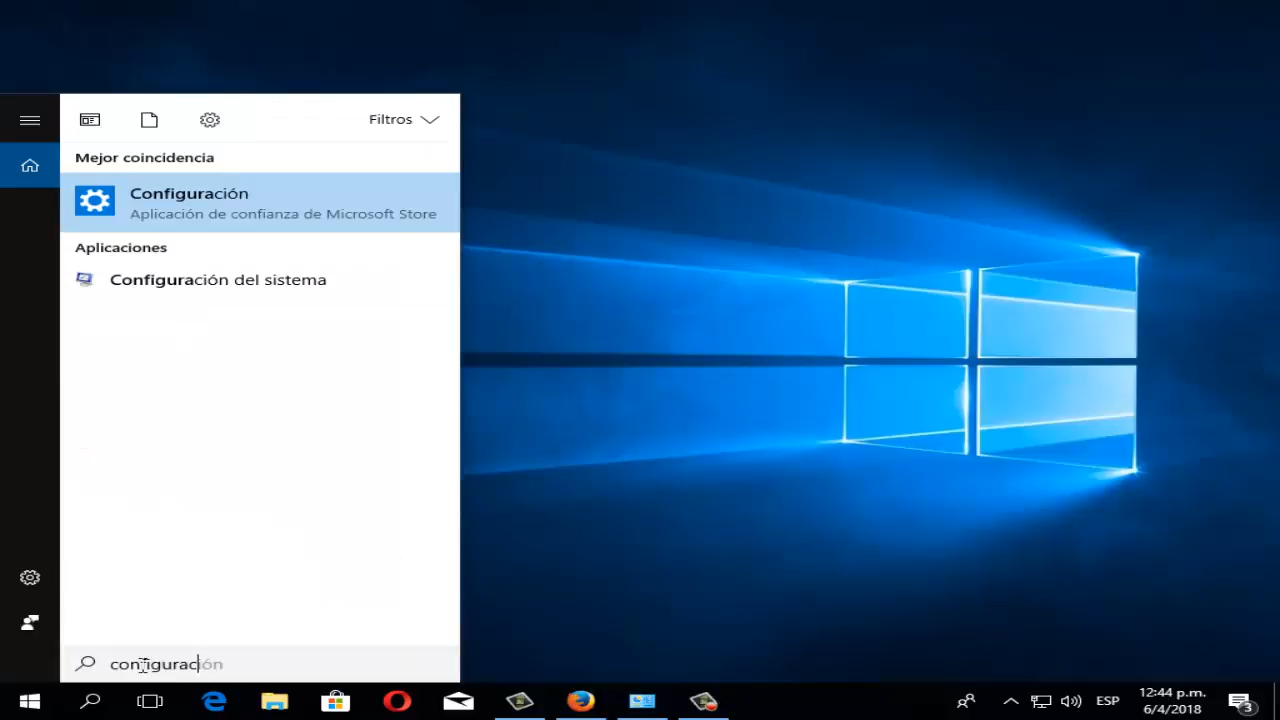 Filtros
Mejor coincidencia
Configuración
Aplicación de confianza de Microsoft Store
Aplicaciones
Configuración del sistema
configuración
ESP
12:44 p.m.
6/4/2018
3